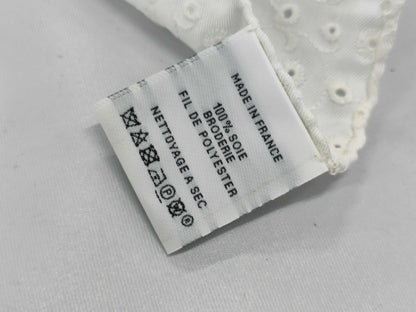 MADE IN FRANCE
100% SOIE
BRODERIE
FIL DE POLYESTER
NETTOYAGE A SEC
P
®